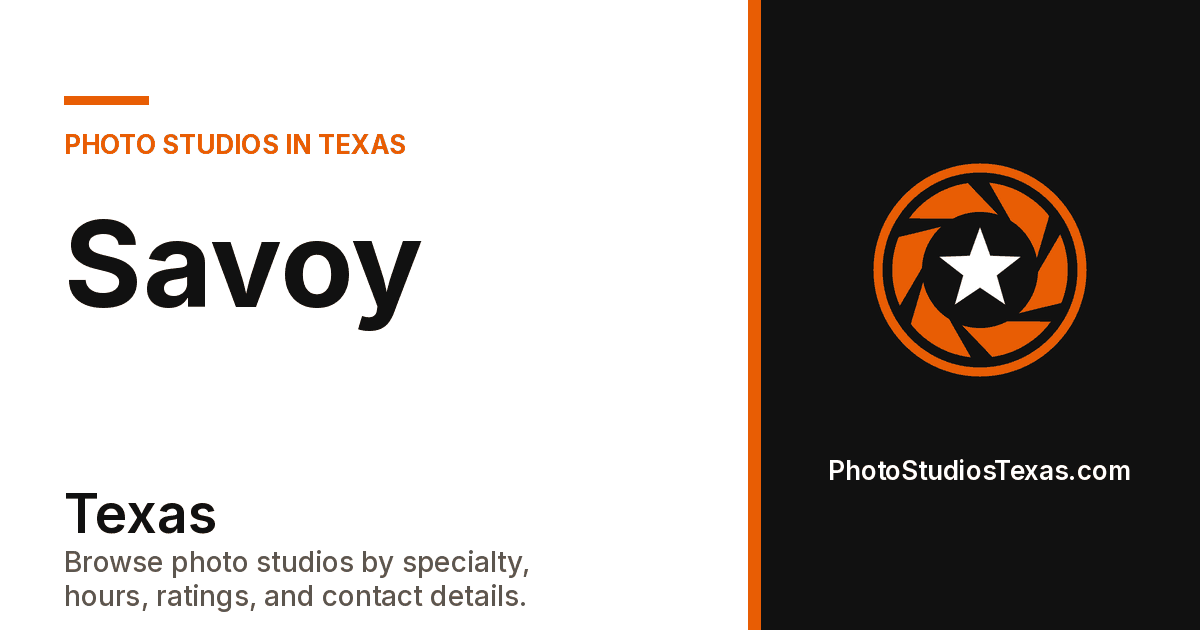 PHOTO STUDIOS IN TEXAS
Savoy
Texas
Browse photo studios by specialty,
hours, ratings, and contact details.
PhotoStudiosTexas.com